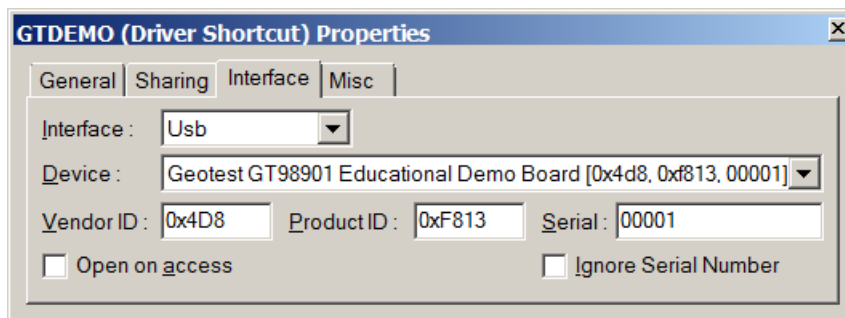 GTDEMO (Driver Shortcut) Properties
General Sharing Interface Misc
Interface : Usb
Device : Geotest GT98901 Educational Demo Board [0x4d8, 0xf813, 00001]
Vendor ID : 0x4D8 Product ID : 0xF813 Serial : 00001
Open on access Ignore Serial Number